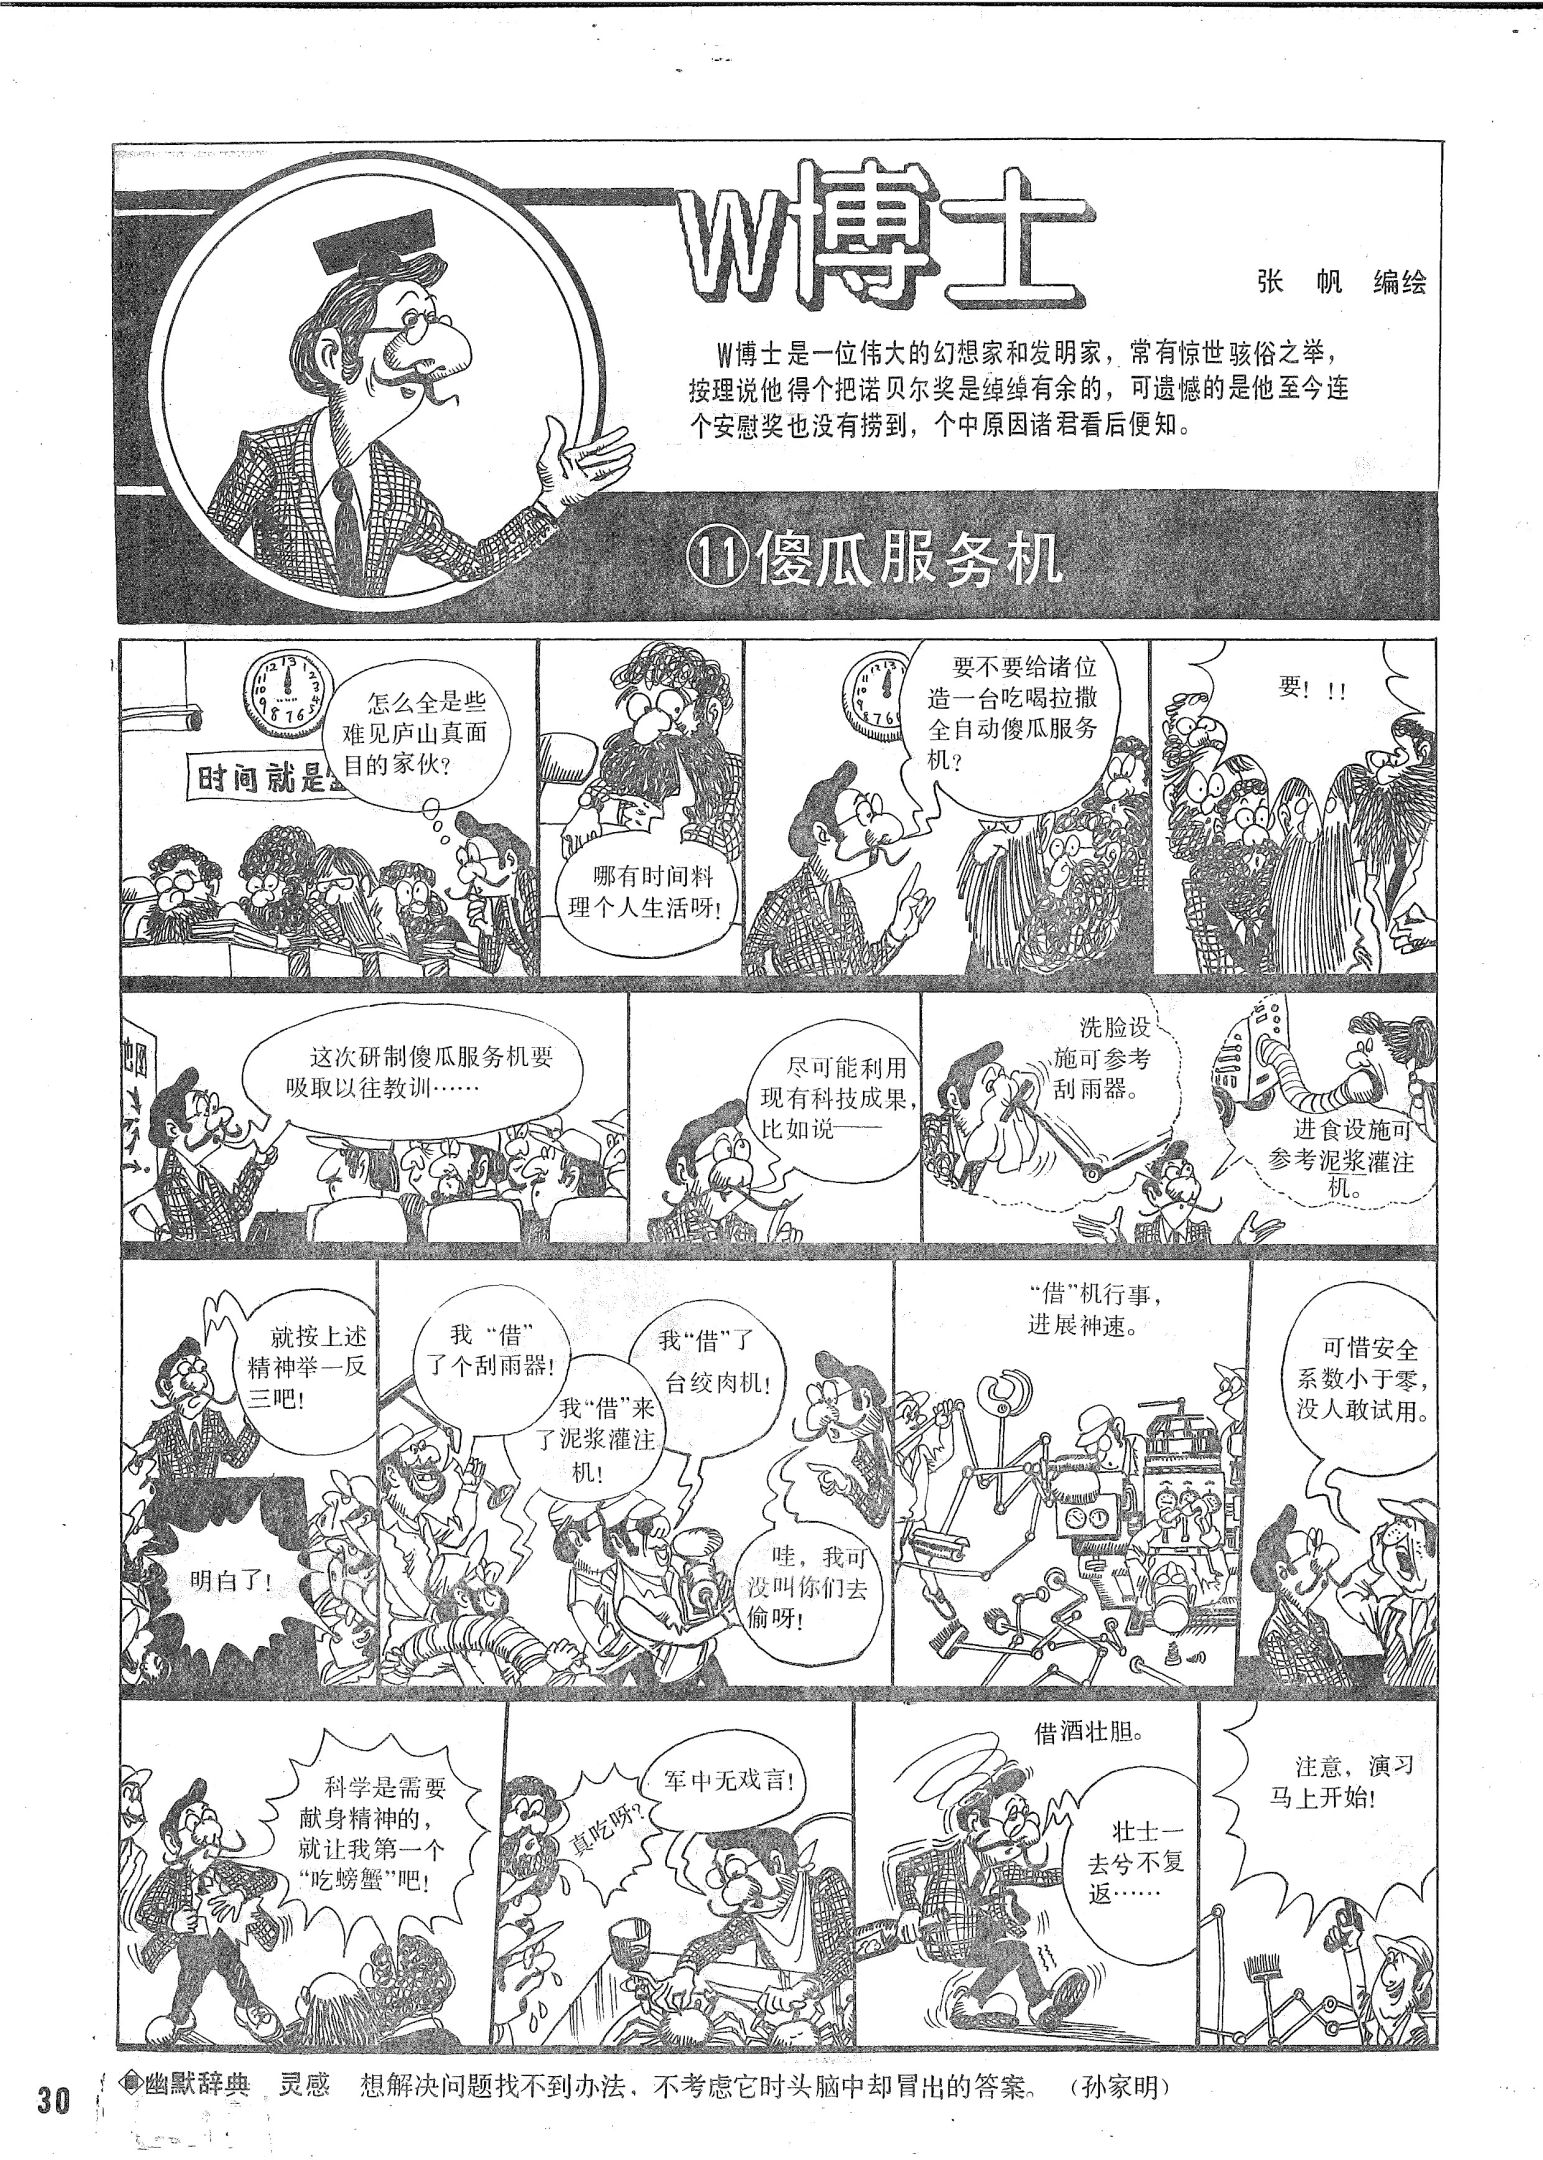 W博士
张 帆 编绘
W博士是一位伟大的幻想家和发明家，常有惊世骇俗之举，
按理说他得个把诺贝尔奖是绰绰有余的，可遗憾的是他至今连
个安慰奖也没有捞到，个中原因诸君看后便知。
⑪傻瓜服务机
怎么全是些
难见庐山真面
目的家伙？
时间就是
哪有时间料
理个人生活呀！
要不要给诸位
造一台吃喝拉撒
全自动傻瓜服务
机？
要！！！
地图
这次研制傻瓜服务机要
吸取以往教训……
尽可能利用
现有科技成果，
比如说——
洗脸设
施可参考
刮雨器。
进食设施可
参考泥浆灌注
机。
就按上述
精神举一反
三吧！
明白了！
我“借”
了个刮雨器！
我“借”来
了泥浆灌注
机！
我“借”了
台绞肉机！
哇，我可
没叫你们去
偷呀！
“借”机行事，
进展神速。
可惜安全
系数小于零，
没人敢试用。
科学是需要
献身精神的，
就让我第一个
“吃螃蟹”吧！
真吃呀？
军中无戏言！
借酒壮胆。
壮士一
去兮不复
返……
注意，演习
马上开始！
幽默辞典 灵感 想解决问题找不到办法，不考虑它时头脑中却冒出的答案。（孙家明）
30